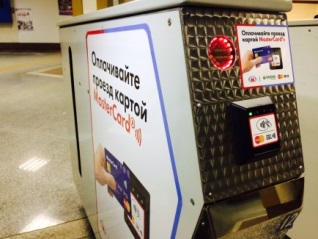 Оплачивайте
проезд картой
MasterCard®
Оплачивайте проезд
картой MasterCard®